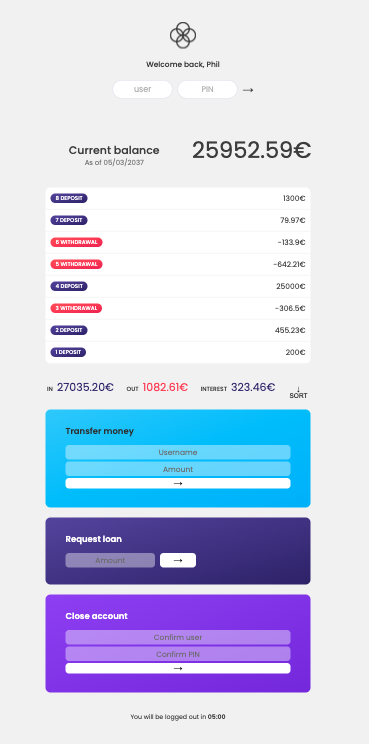 Welcome back, Phil
user PIN →
Current balance 25952.59€
As of 05/03/2037
8 DEPOSIT 1300€
7 DEPOSIT 79.97€
6 WITHDRAWAL -133.9€
5 WITHDRAWAL -642.21€
4 DEPOSIT 25000€
3 WITHDRAWAL -306.5€
2 DEPOSIT 455.23€
1 DEPOSIT 200€
IN 27035.20€ OUT 1082.61€ INTEREST 323.46€ ↓ SORT
Transfer money
Username
Amount
→
Request loan
Amount →
Close account
Confirm user
Confirm PIN
→
You will be logged out in 05:00